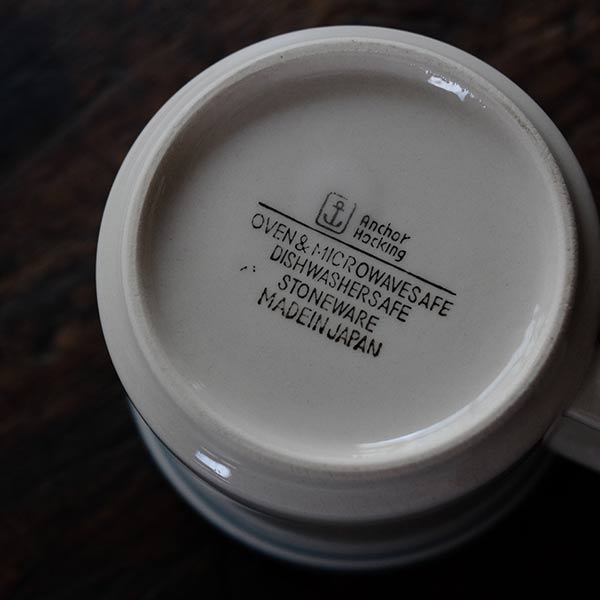 Anchor
Hocking
OVEN & MICROWAVESAFE
DISHWASHERSAFE
STONEWARE
MADEINJAPAN